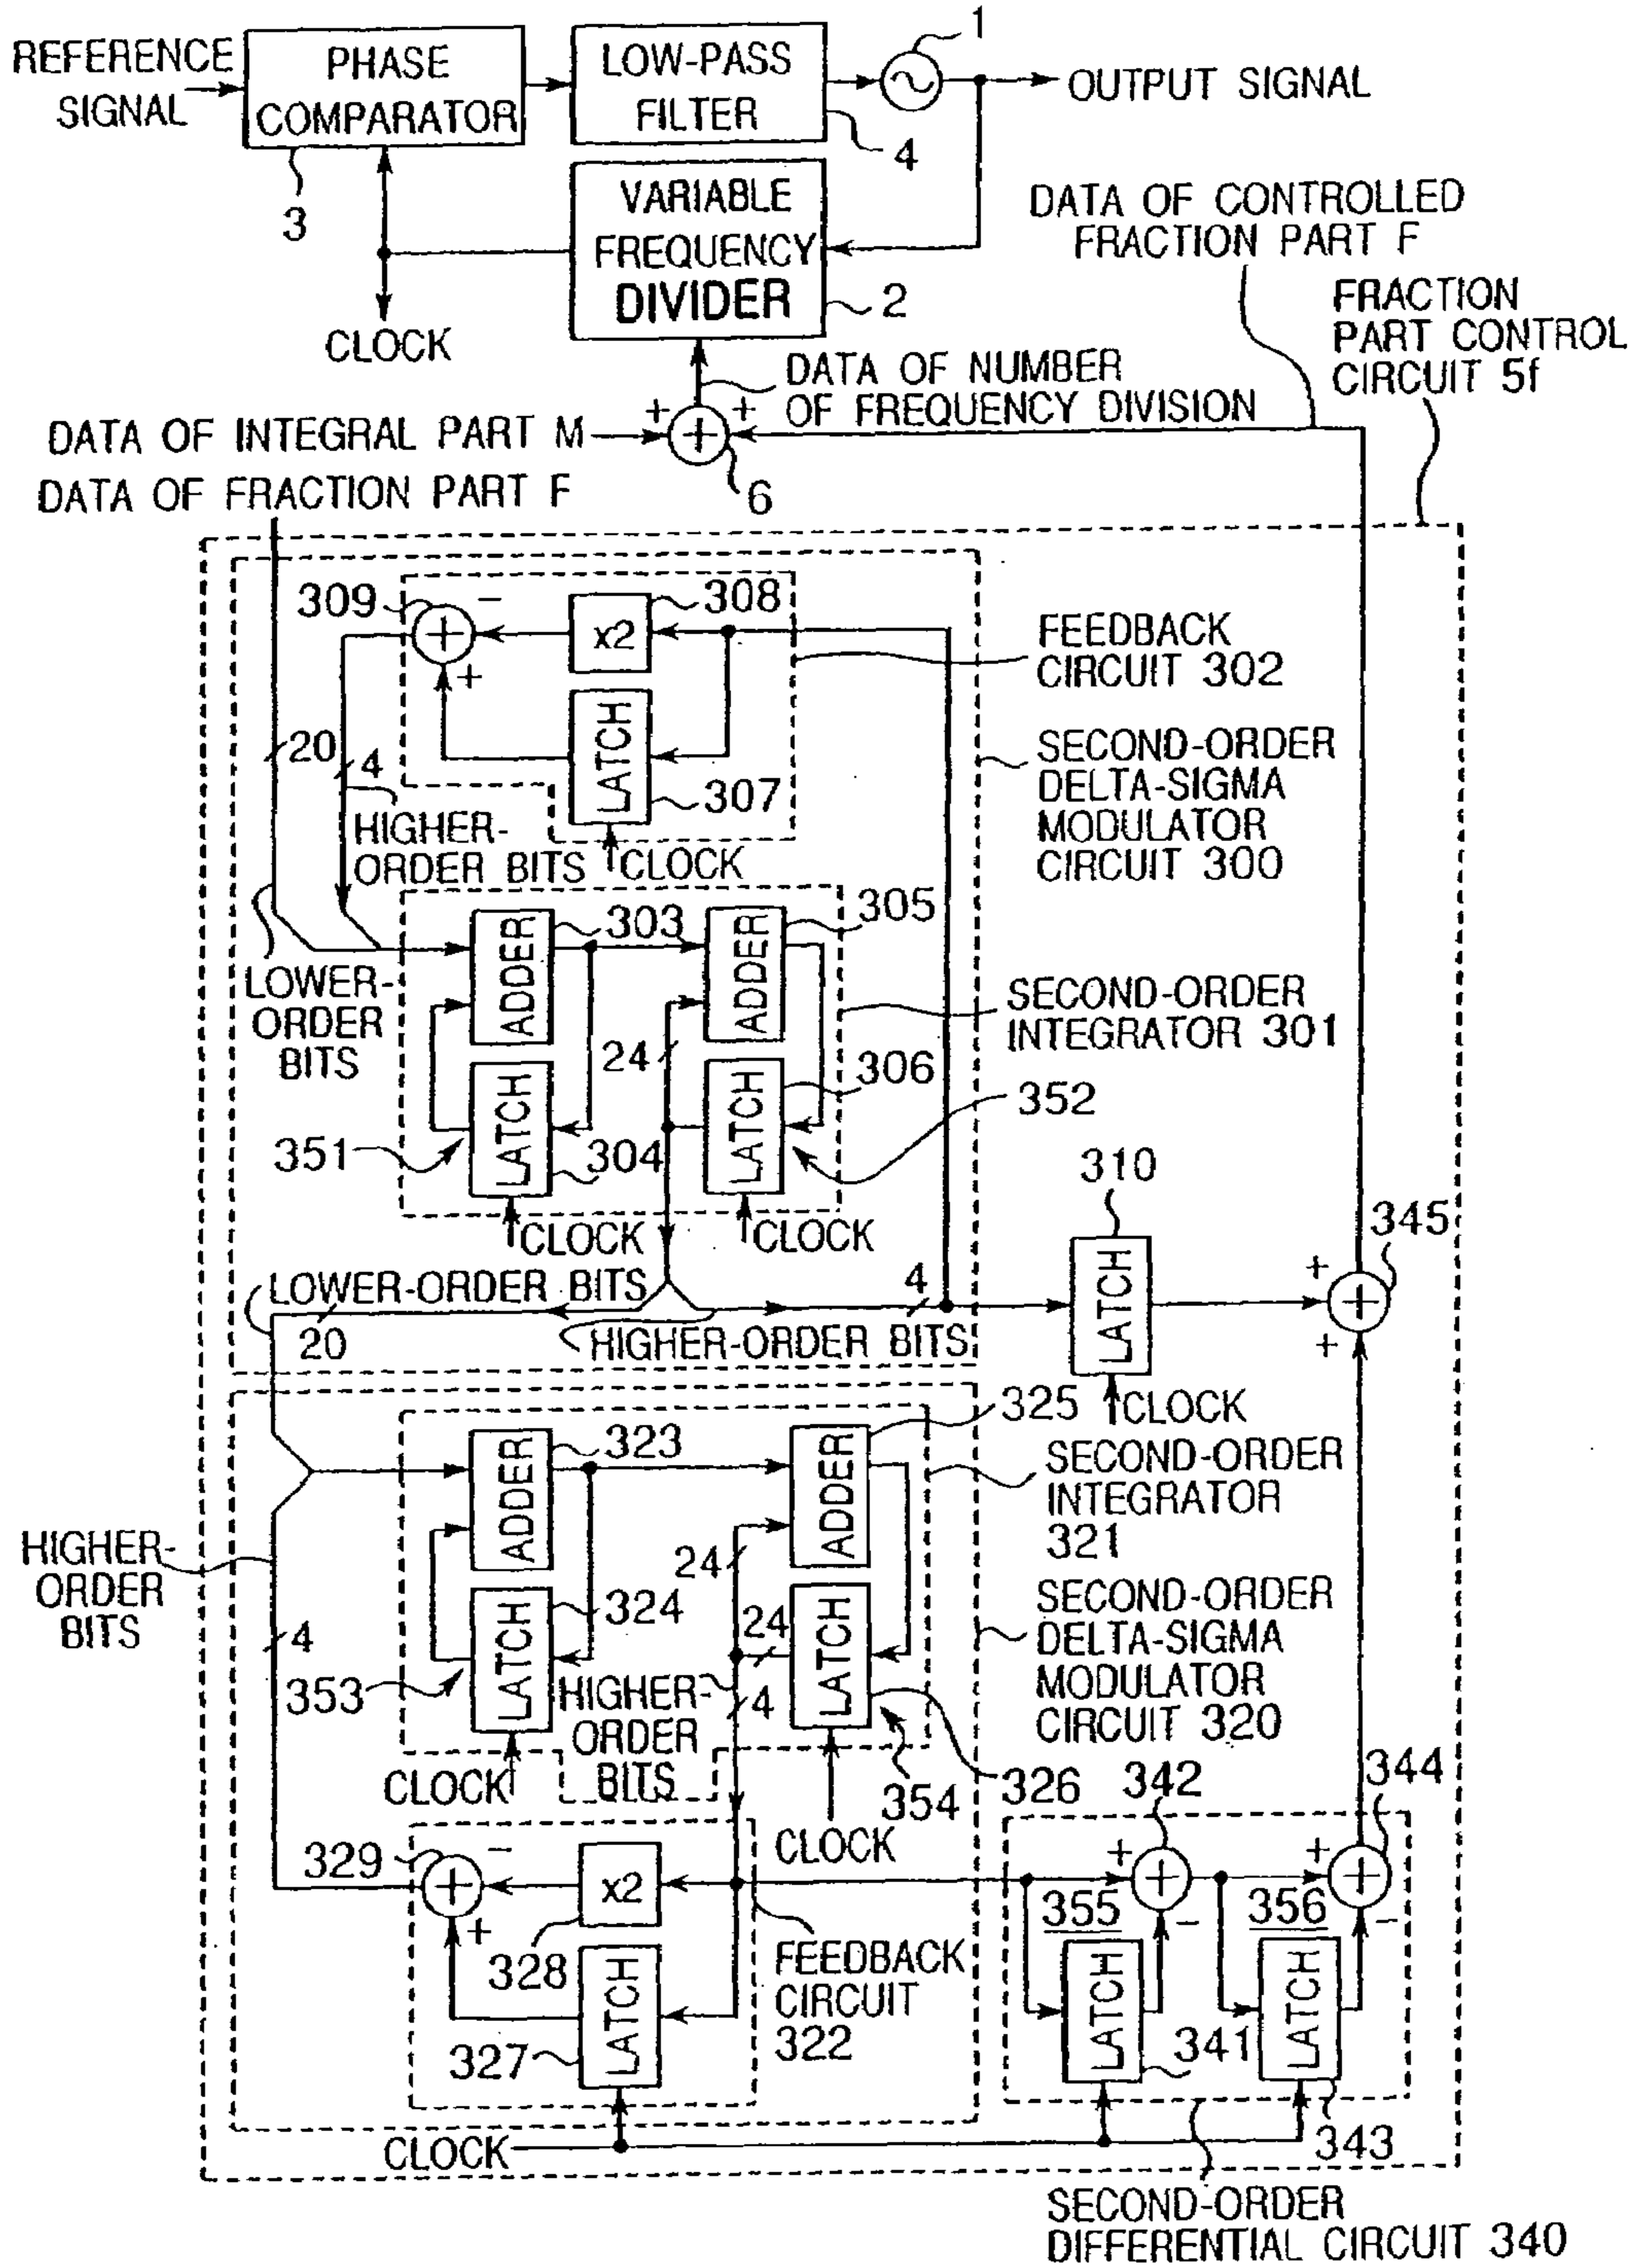 REFERENCE
SIGNAL
PHASE
COMPARATOR
3
LOW-PASS
FILTER
4
1
OUTPUT SIGNAL
VARIABLE
FREQUENCY
DIVIDER
2
CLOCK
DATA OF CONTROLLED
FRACTION PART F
FRACTION
PART CONTROL
CIRCUIT 5f
DATA OF NUMBER
OF FREQUENCY DIVISION
DATA OF INTEGRAL PART M
+
+
+
6
DATA OF FRACTION PART F
309
-
+
+
x2
308
LATCH
307
CLOCK
FEEDBACK
CIRCUIT 302
20
4
HIGHER-
ORDER BITS
SECOND-ORDER
DELTA-SIGMA
MODULATOR
CIRCUIT 300
LOWER-
ORDER
BITS
ADDER
303
ADDER
305
SECOND-ORDER
INTEGRATOR 301
24
LATCH
304
351
LATCH
306
352
CLOCK
CLOCK
LOWER-ORDER BITS
20
HIGHER-ORDER BITS
4
310
LATCH
CLOCK
345
+
+
+
ADDER
323
ADDER
325
SECOND-ORDER
INTEGRATOR
321
HIGHER-
ORDER
BITS
4
24
24
LATCH
324
353
HIGHER-
ORDER
BITS
4
LATCH
326
354
CLOCK
CLOCK
SECOND-ORDER
DELTA-SIGMA
MODULATOR
CIRCUIT 320
329
-
+
+
x2
328
LATCH
327
FEEDBACK
CIRCUIT
322
342
344
+
+
-
+
+
-
355
356
LATCH
341
LATCH
343
CLOCK
SECOND-ORDER
DIFFERENTIAL CIRCUIT 340